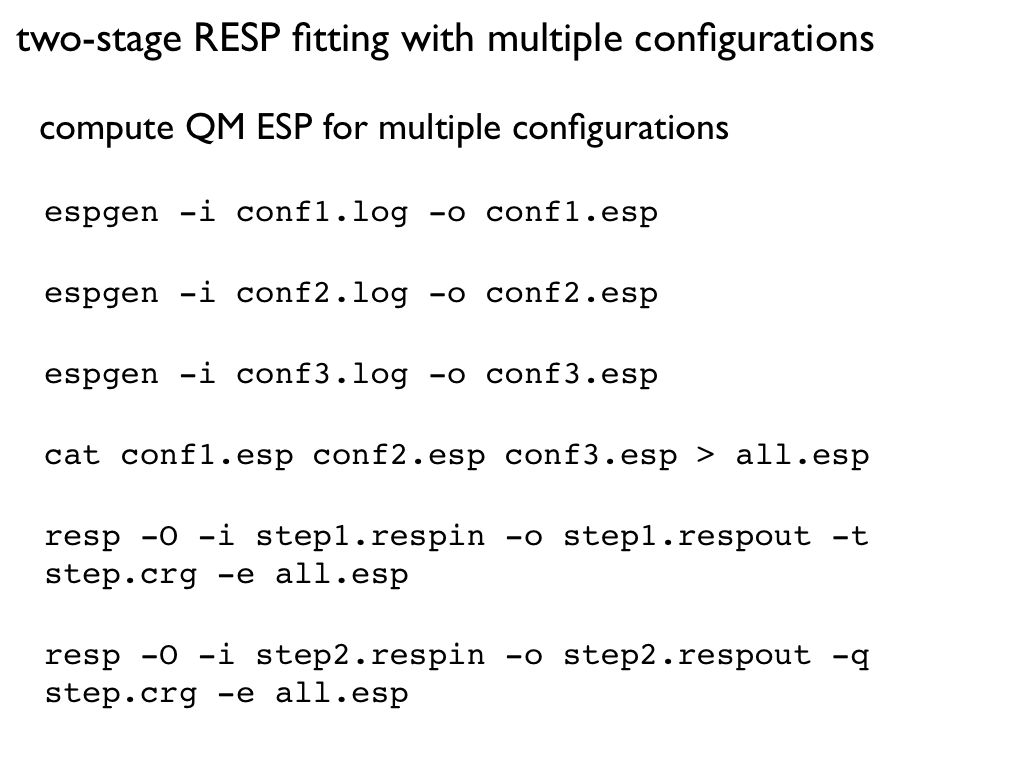 two-stage RESP fitting with multiple configurations
compute QM ESP for multiple configurations
espgen -i conf1.log -o conf1.esp
espgen -i conf2.log -o conf2.esp
espgen -i conf3.log -o conf3.esp
cat conf1.esp conf2.esp conf3.esp > all.esp
resp -O -i step1.respin -o step1.respout -t
step.crg -e all.esp
resp -O -i step2.respin -o step2.respout -q
step.crg -e all.esp